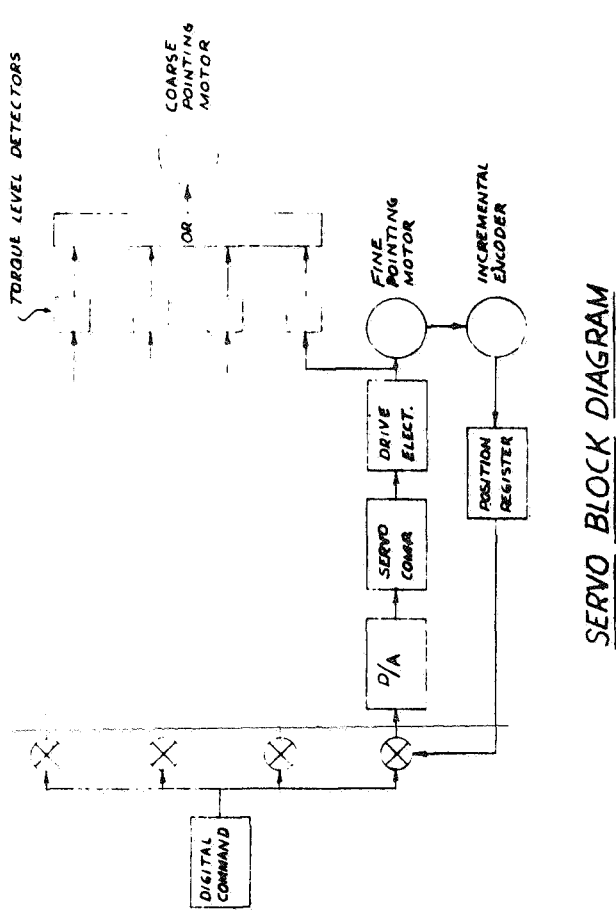 TORQUE LEVEL DETECTORS
COARSE
POINTING
MOTOR
OR
FINE
POINTING
MOTOR
INCREMENTAL
ENCODER
DIGITAL
COMMAND
D/A
SERVO
COMP.
DRIVE
ELECT.
POSITION
REGISTER
SERVO BLOCK DIAGRAM